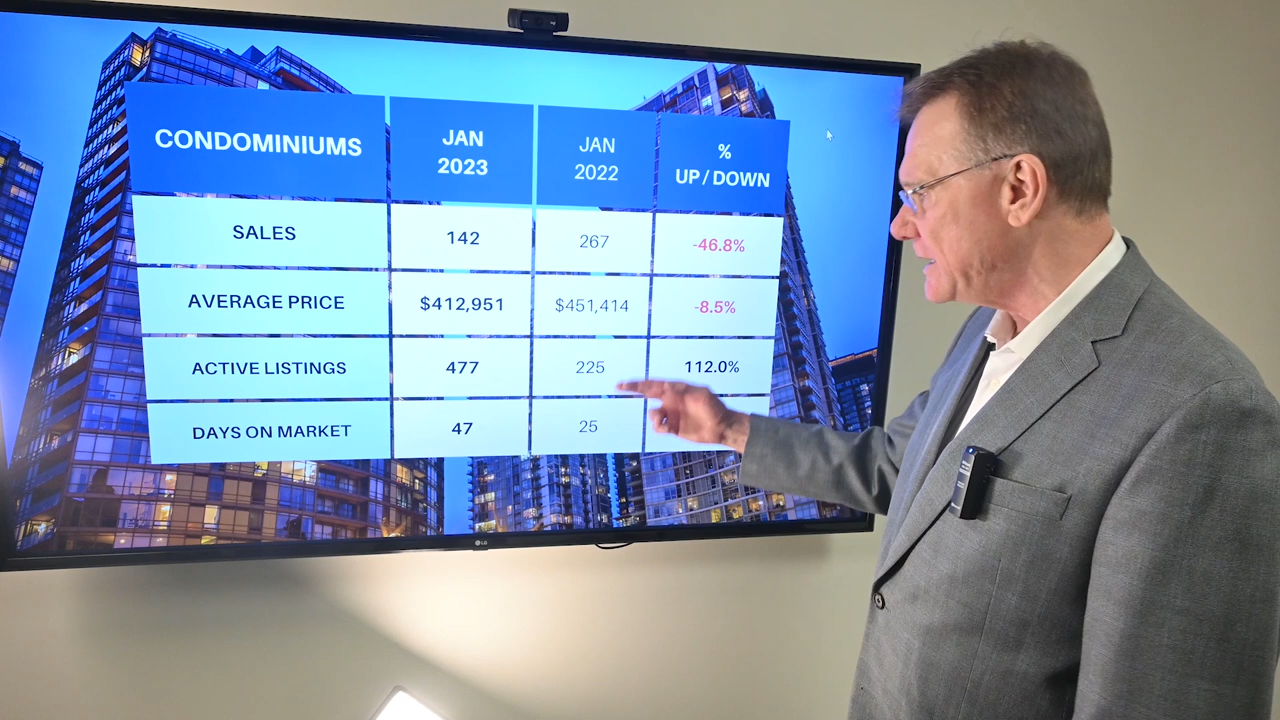 CONDOMINIUMS
JAN
2023
JAN
2022
%
UP / DOWN
SALES
142
267
-46.8%
AVERAGE PRICE
$412,951
$451,414
-8.5%
ACTIVE LISTINGS
477
225
112.0%
DAYS ON MARKET
47
25
LG